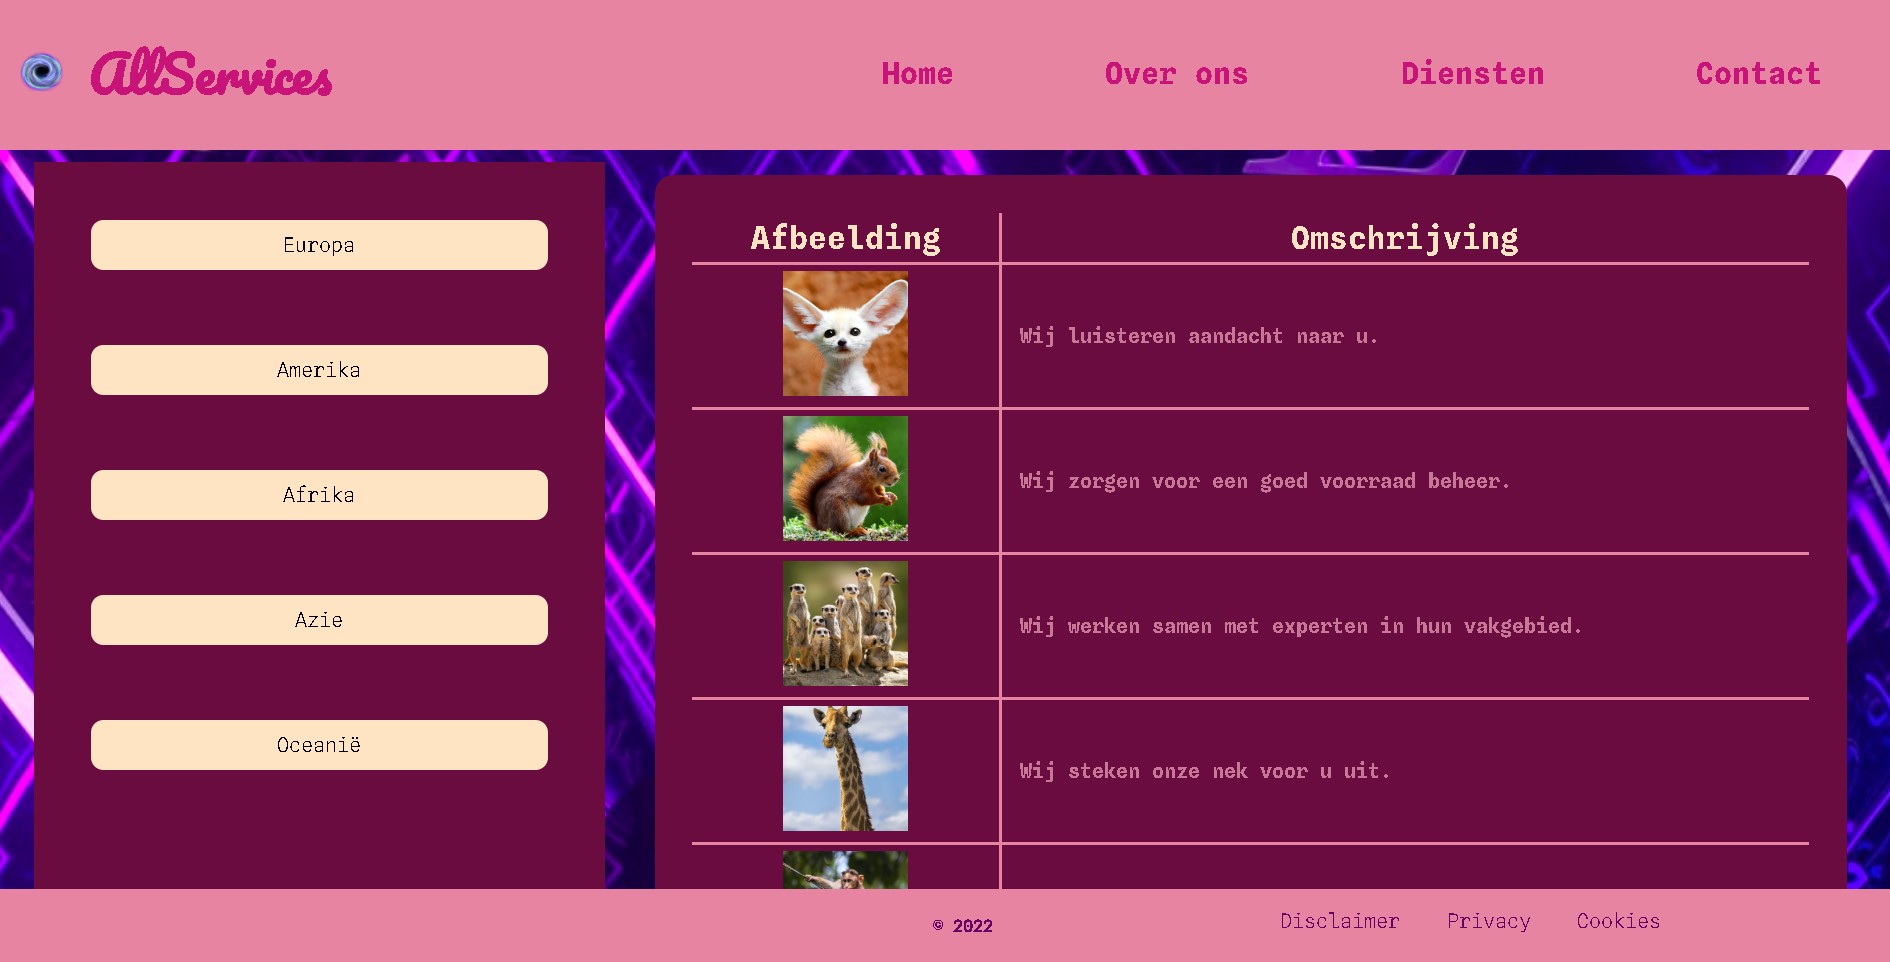 AllServices
Home
Over ons
Diensten
Contact
Europa
Amerika
Afrika
Azie
Oceanië
Afbeelding
Omschrijving
Wij luisteren aandacht naar u.
Wij zorgen voor een goed voorraad beheer.
Wij werken samen met experten in hun vakgebied.
Wij steken onze nek voor u uit.
© 2022
Disclaimer
Privacy
Cookies